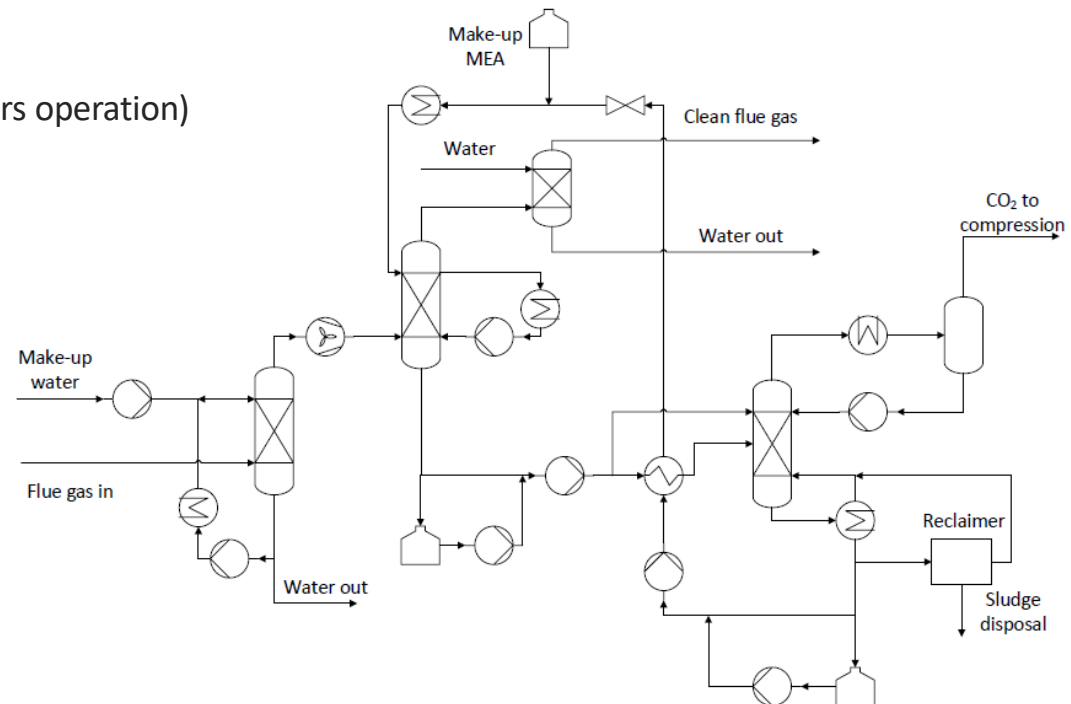 Make-up
MEA
rs operation)
Clean flue gas
Water
CO₂ to
compression
Water out
Make-up
water
Flue gas in
Reclaimer
Water out
Sludge
disposal